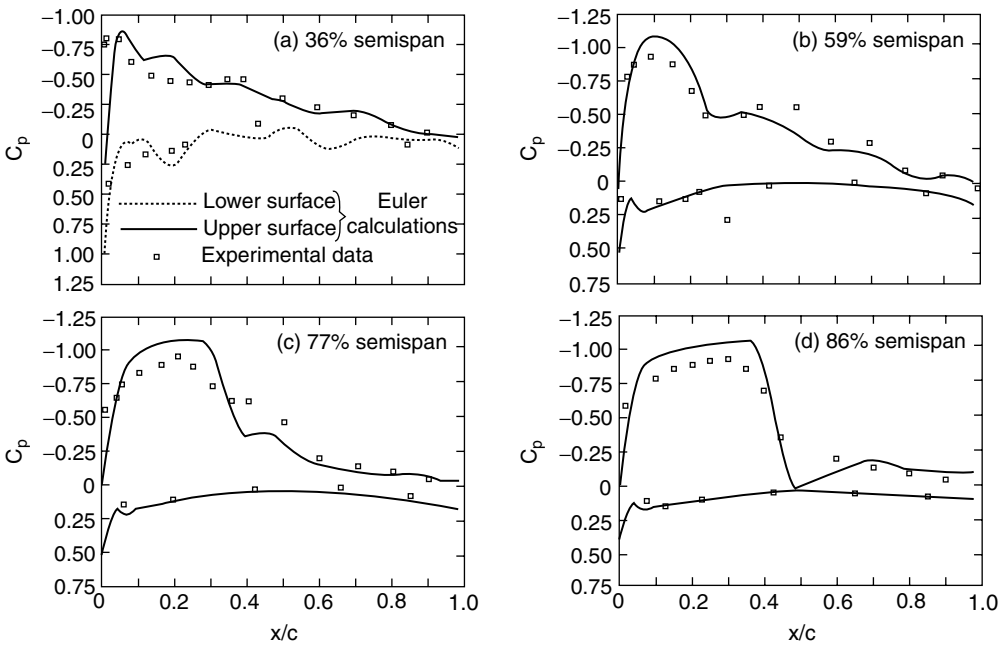 −1.00
−0.75
−0.50
−0.25
0
0.25
0.50
0.75
1.00
1.25
Cp
(a) 36% semispan
Lower surface
Upper surface
Euler
calculations
Experimental data
−1.25
−1.00
−0.75
−0.50
−0.25
0
0.25
0.50
0.75
Cp
(b) 59% semispan
−1.25
−1.00
−0.75
−0.50
−0.25
0
0.25
0.50
0.75
Cp
(c) 77% semispan
0 0.2 0.4 0.6 0.8 1.0
x/c
−1.25
−1.00
−0.75
−0.50
−0.25
0
0.25
0.50
0.75
Cp
(d) 86% semispan
0 0.2 0.4 0.6 0.8 1.0
x/c